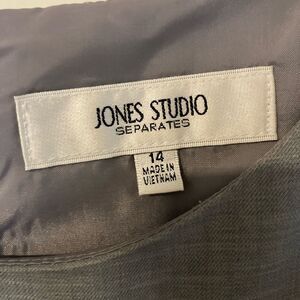 JONES STUDIO
SEPARATES
14
MADE IN
VIETNAM